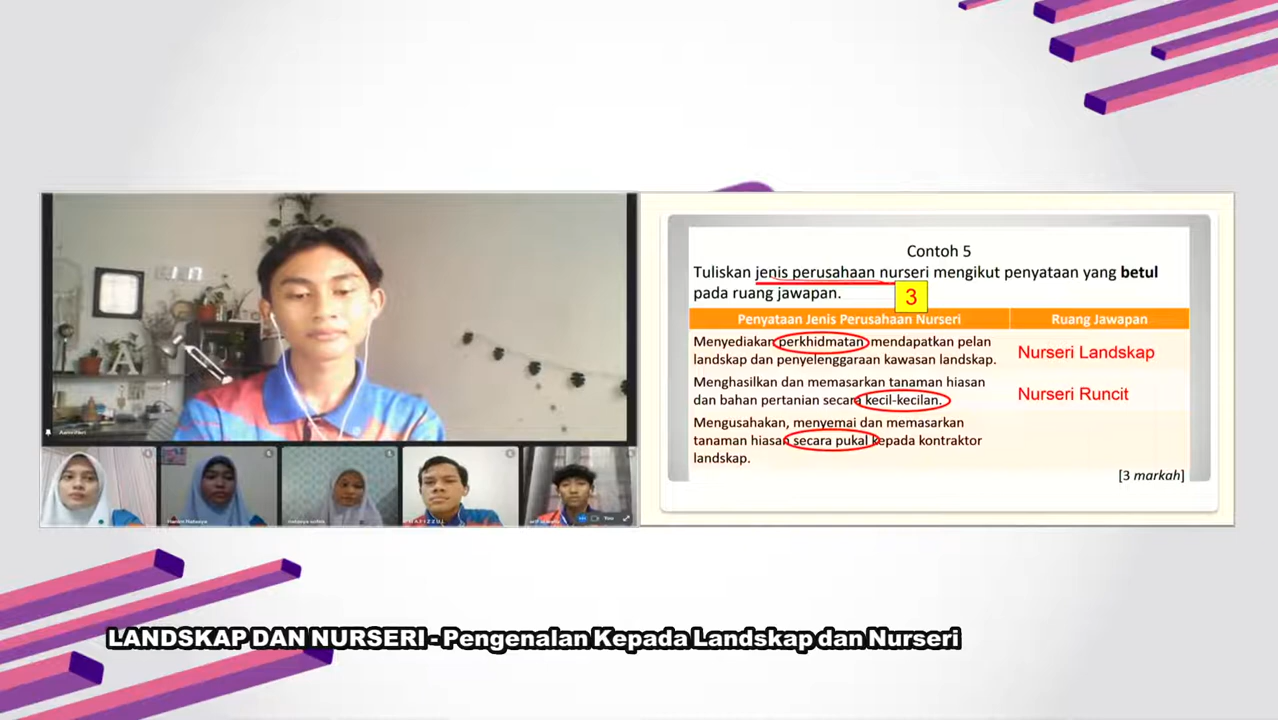 Contoh 5
Tuliskan jenis perusahaan nurseri mengikut penyataan yang betul
pada ruang jawapan.
3
Penyataan Jenis Perusahaan Nurseri
Ruang Jawapan
Menyediakan perkhidmatan mendapatkan pelan
landskap dan penyelenggaraan kawasan landskap.
Nurseri Landskap
Menghasilkan dan memasarkan tanaman hiasan
dan bahan pertanian secara kecil-kecilan.
Nurseri Runcit
Mengusahakan, menyemai dan memasarkan
tanaman hiasan secara pukal kepada kontraktor
landskap.
[3 markah]
A
You
LANDSKAP DAN NURSERI - Pengenalan Kepada Landskap dan Nurseri